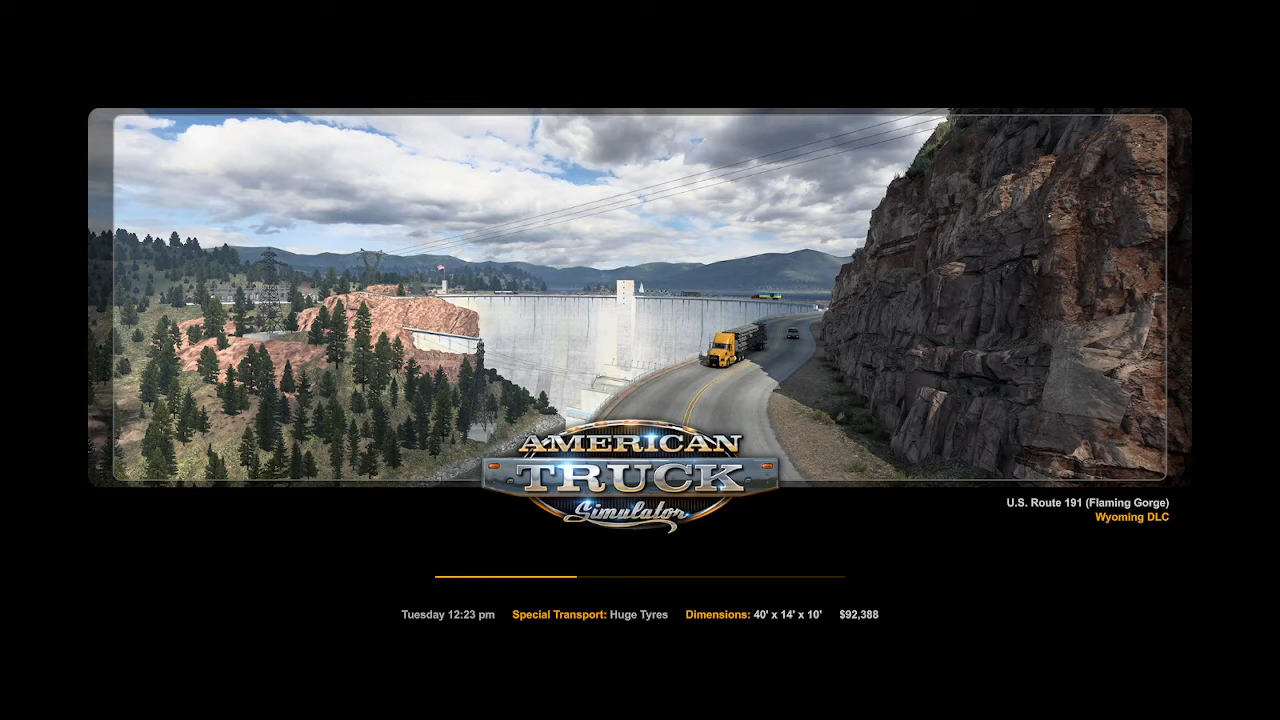 AMERICAN
TRUCK
Simulator
U.S. Route 191 (Flaming Gorge)
Wyoming DLC
Tuesday 12:23 pm Special Transport: Huge Tyres Dimensions: 40' x 14' x 10' $92,388